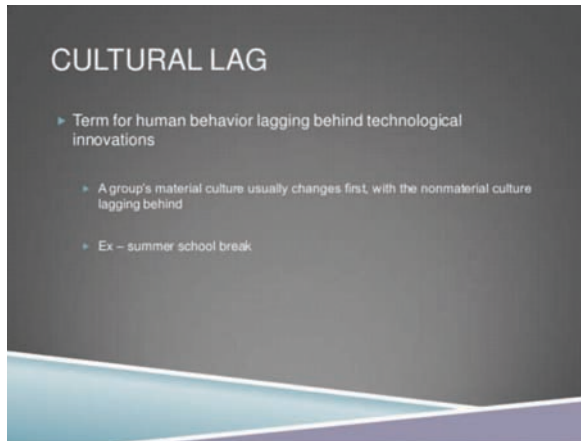 CULTURAL LAG
Term for human behavior lagging behind technological
innovations
A group's material culture usually changes first, with the nonmaterial culture
lagging behind
Ex – summer school break